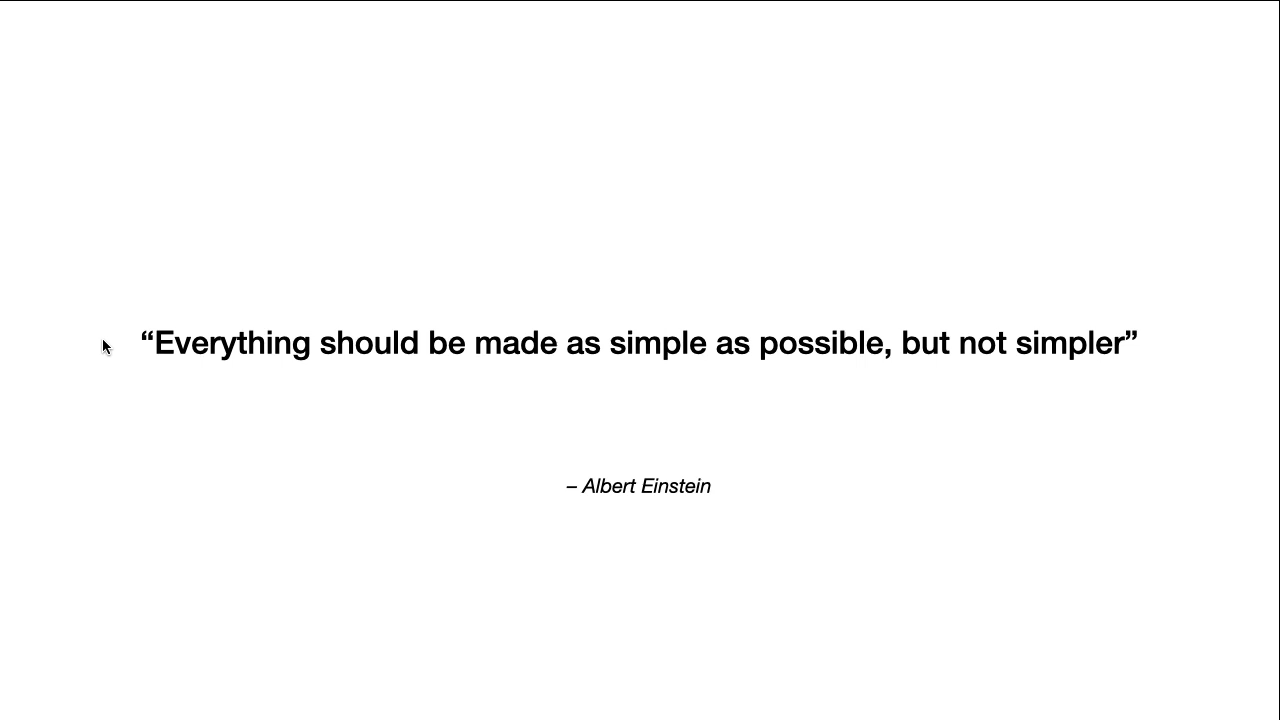 “Everything should be made as simple as possible, but not simpler”
– Albert Einstein